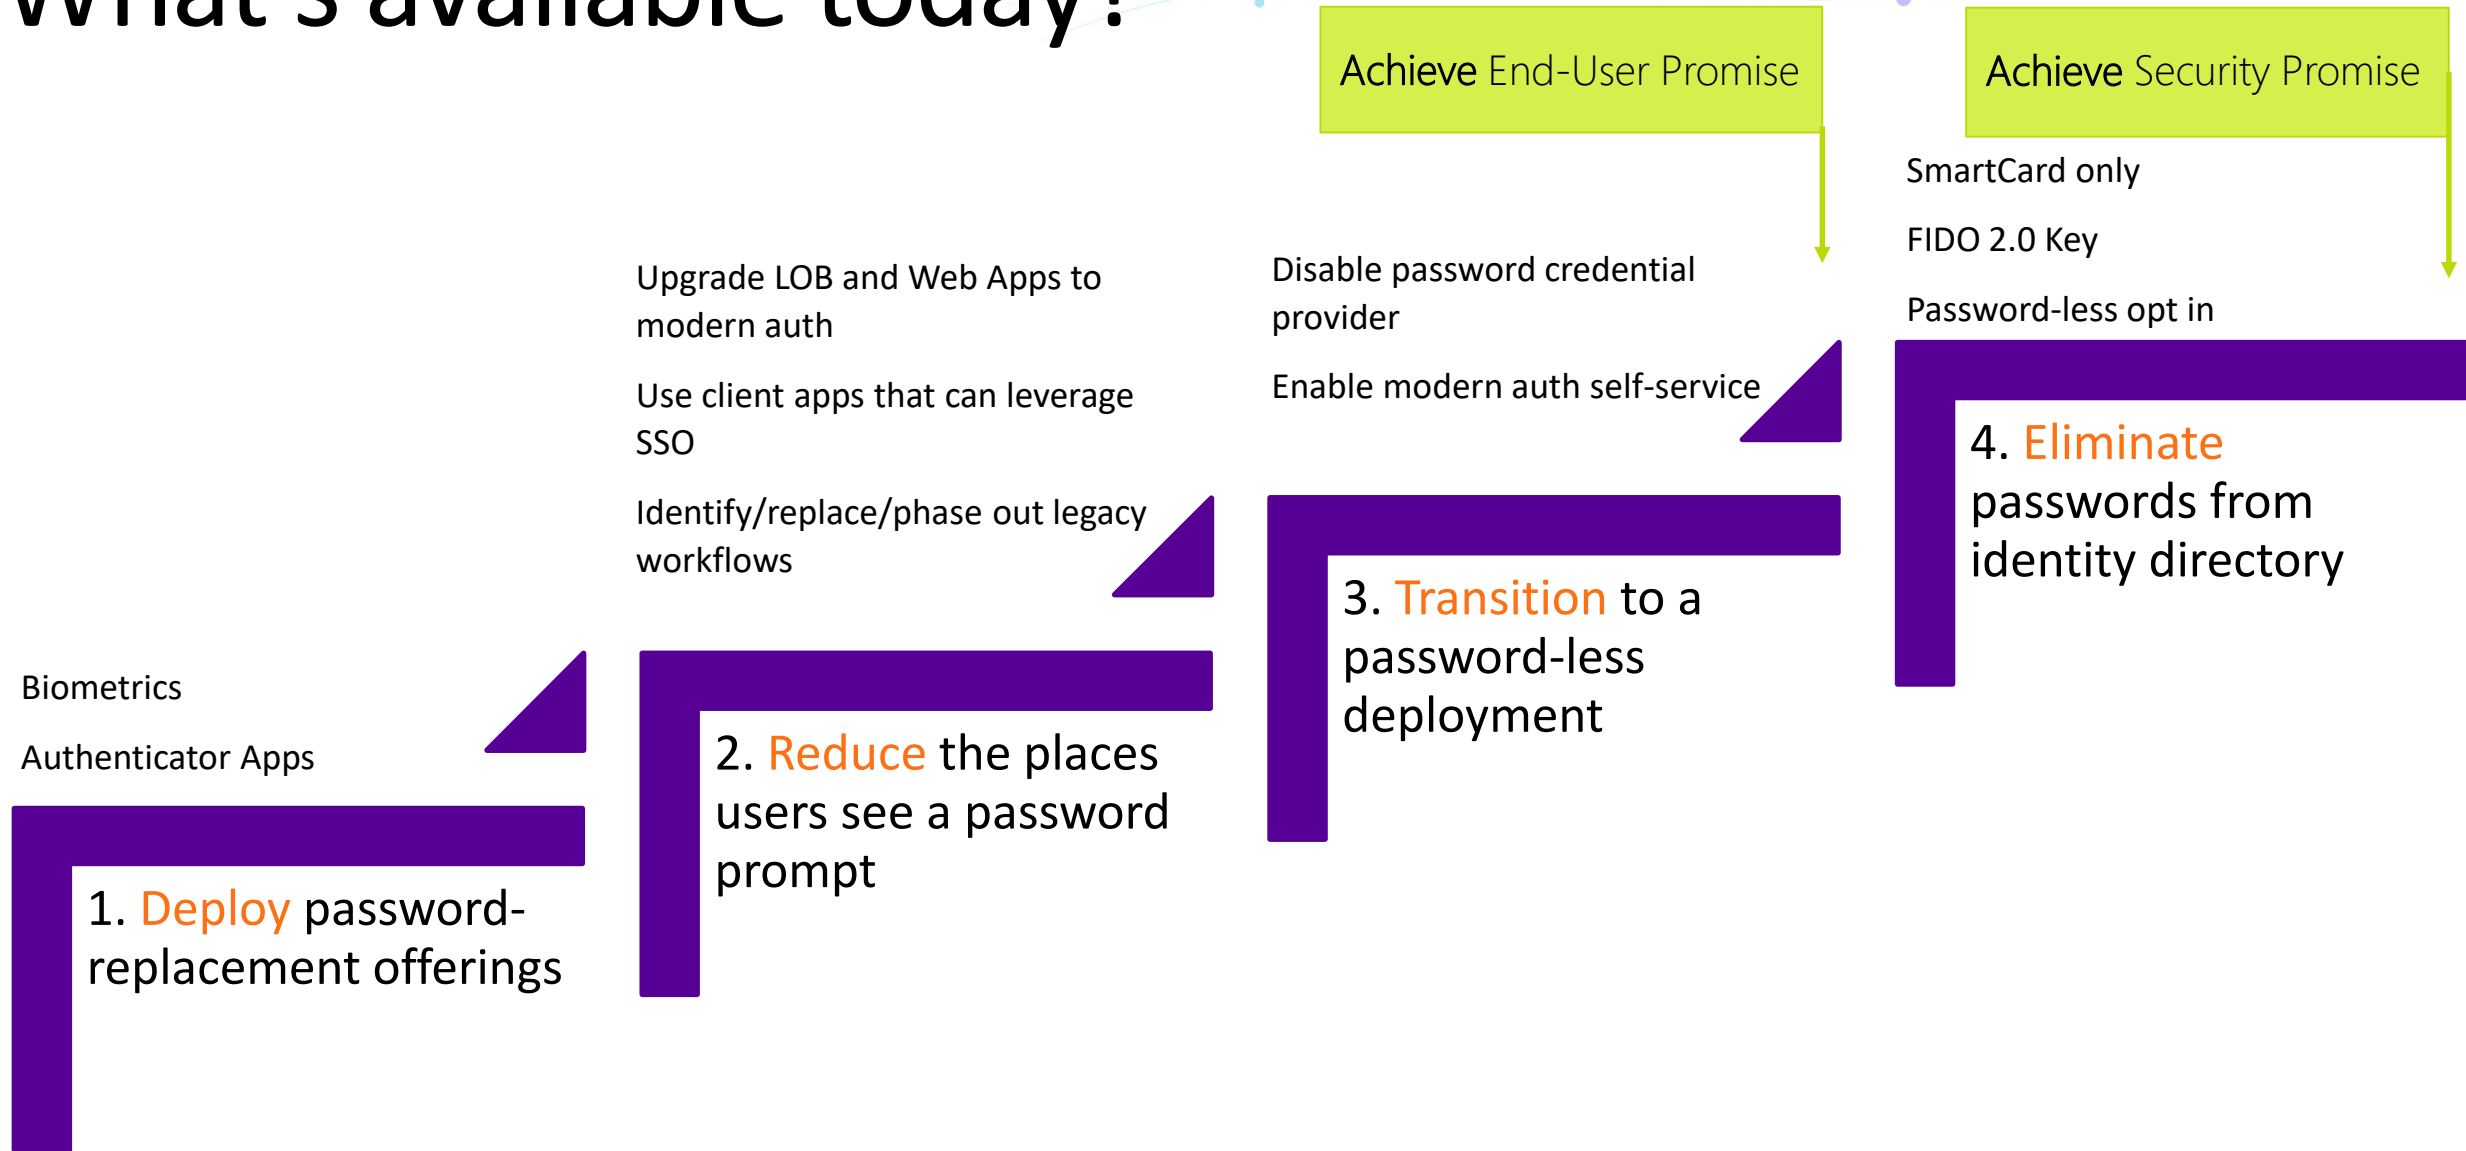 What's available today?
Achieve End-User Promise
Achieve Security Promise
SmartCard only
FIDO 2.0 Key
Password-less opt in
Disable password credential
provider
Enable modern auth self-service
Upgrade LOB and Web Apps to
modern auth
Use client apps that can leverage
SSO
Identify/replace/phase out legacy
workflows
Biometrics
Authenticator Apps
1. Deploy password-
replacement offerings
2. Reduce the places
users see a password
prompt
3. Transition to a
password-less
deployment
4. Eliminate
passwords from
identity directory